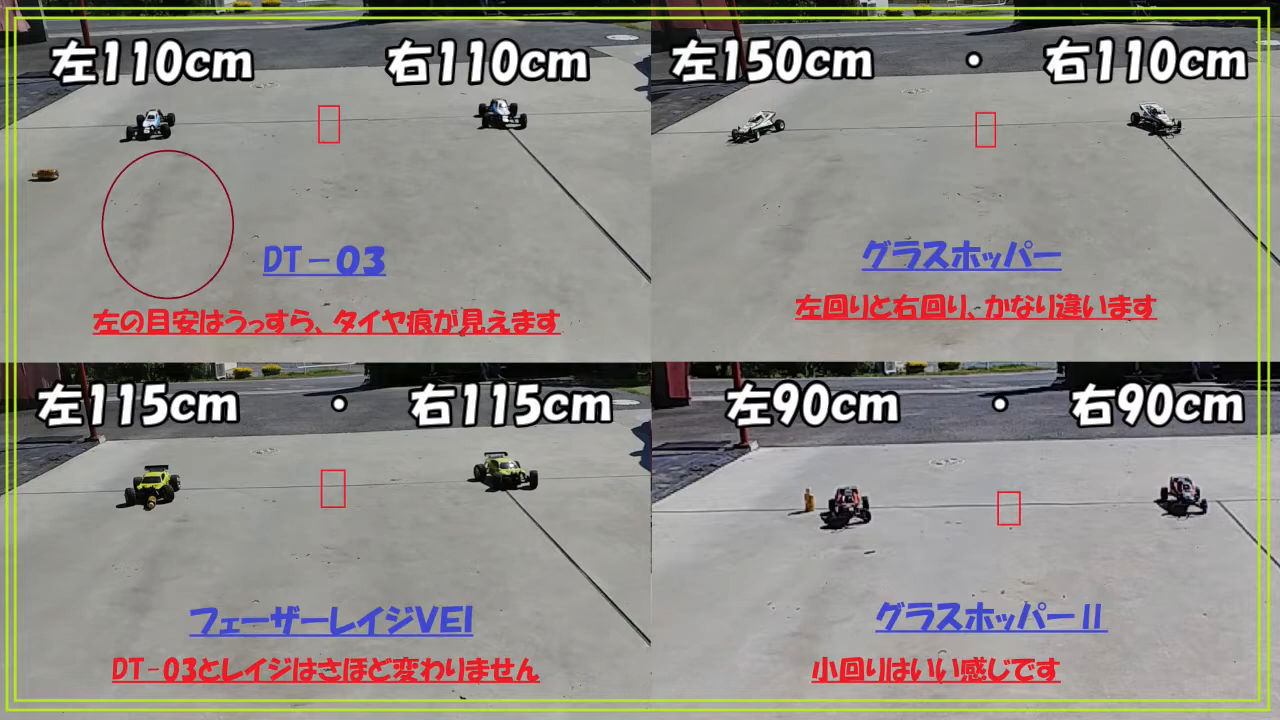 左110cm 右110cm
DT-03
左の目安はうっすら、タイヤ痕が見えます
左150cm ・ 右110cm
グラスホッパー
左回りと右回り、かなり違います
左115cm ・ 右115cm
フェーザーレイジVEI
DT-03とレイジはさほど変わりません
左90cm ・ 右90cm
グラスホッパーII
小回りはいい感じです